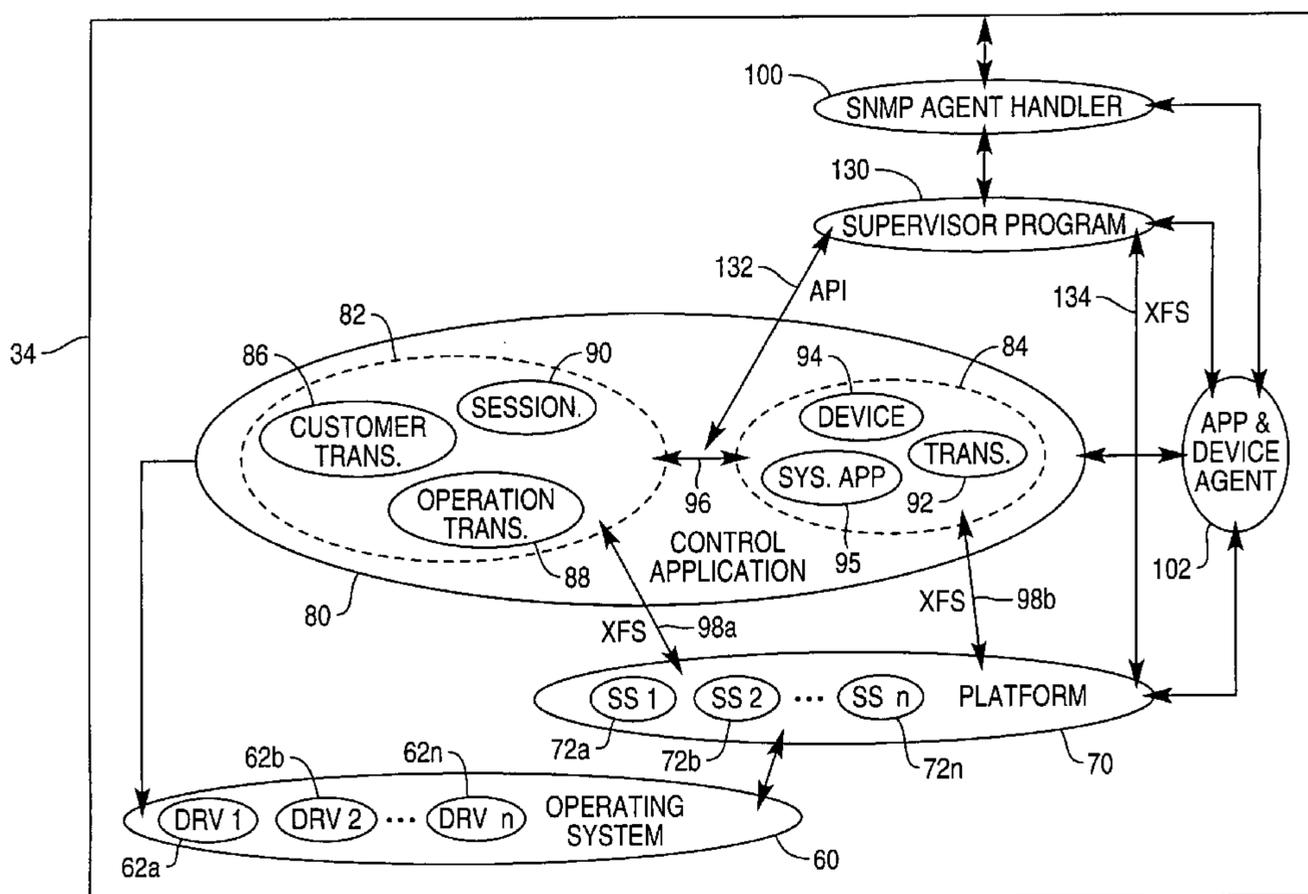 100
SNMP AGENT HANDLER
130
SUPERVISOR PROGRAM
132
API
134
XFS
34
82
86
90
94
84
SESSION.
CUSTOMER
TRANS.
DEVICE
TRANS.
SYS. APP
OPERATION
TRANS.
96
92
APP &
DEVICE
AGENT
CONTROL
APPLICATION
88
95
102
80
XFS
98a
XFS
98b
SS 1
SS 2
...
SS n
PLATFORM
72a
72b
72n
70
62b
62n
DRV 1
DRV 2
...
DRV n
OPERATING
SYSTEM
62a
60